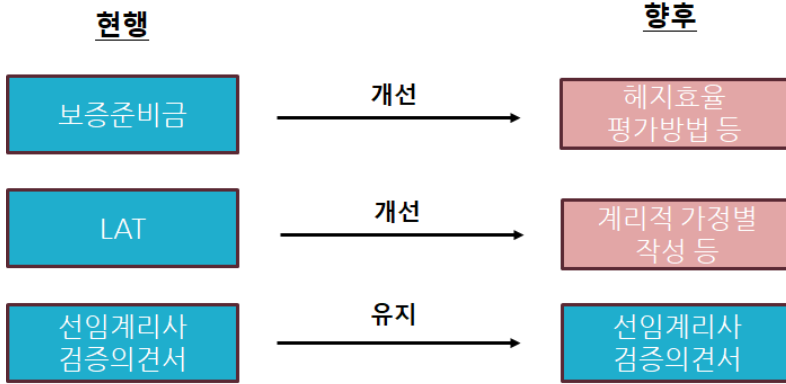 현행
향후
보증준비금
개선
헤지효율
평가방법 등
LAT
개선
계리적 가정별
작성 등
선임계리사
검증의견서
유지
선임계리사
검증의견서